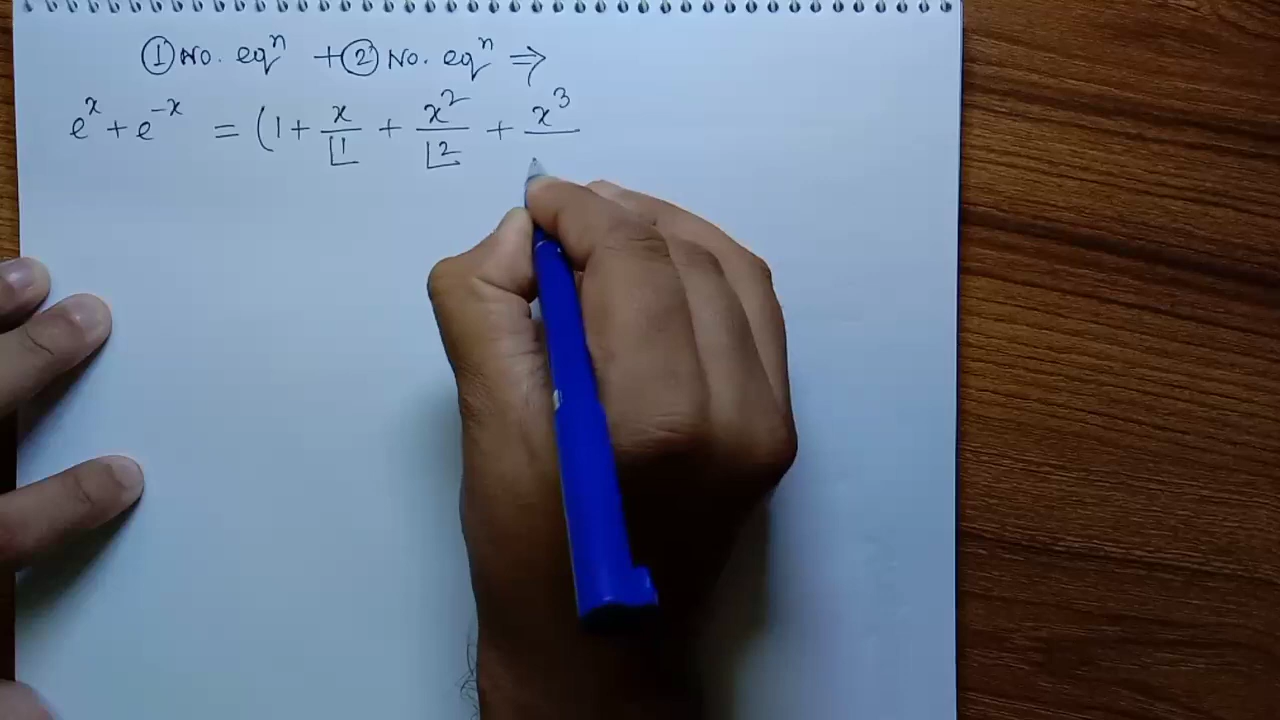 ① No. eqⁿ + ② No. eqⁿ ⇒
eˣ + e⁻ˣ = (1 + x/⌊1 + x²/⌊2 + x³/